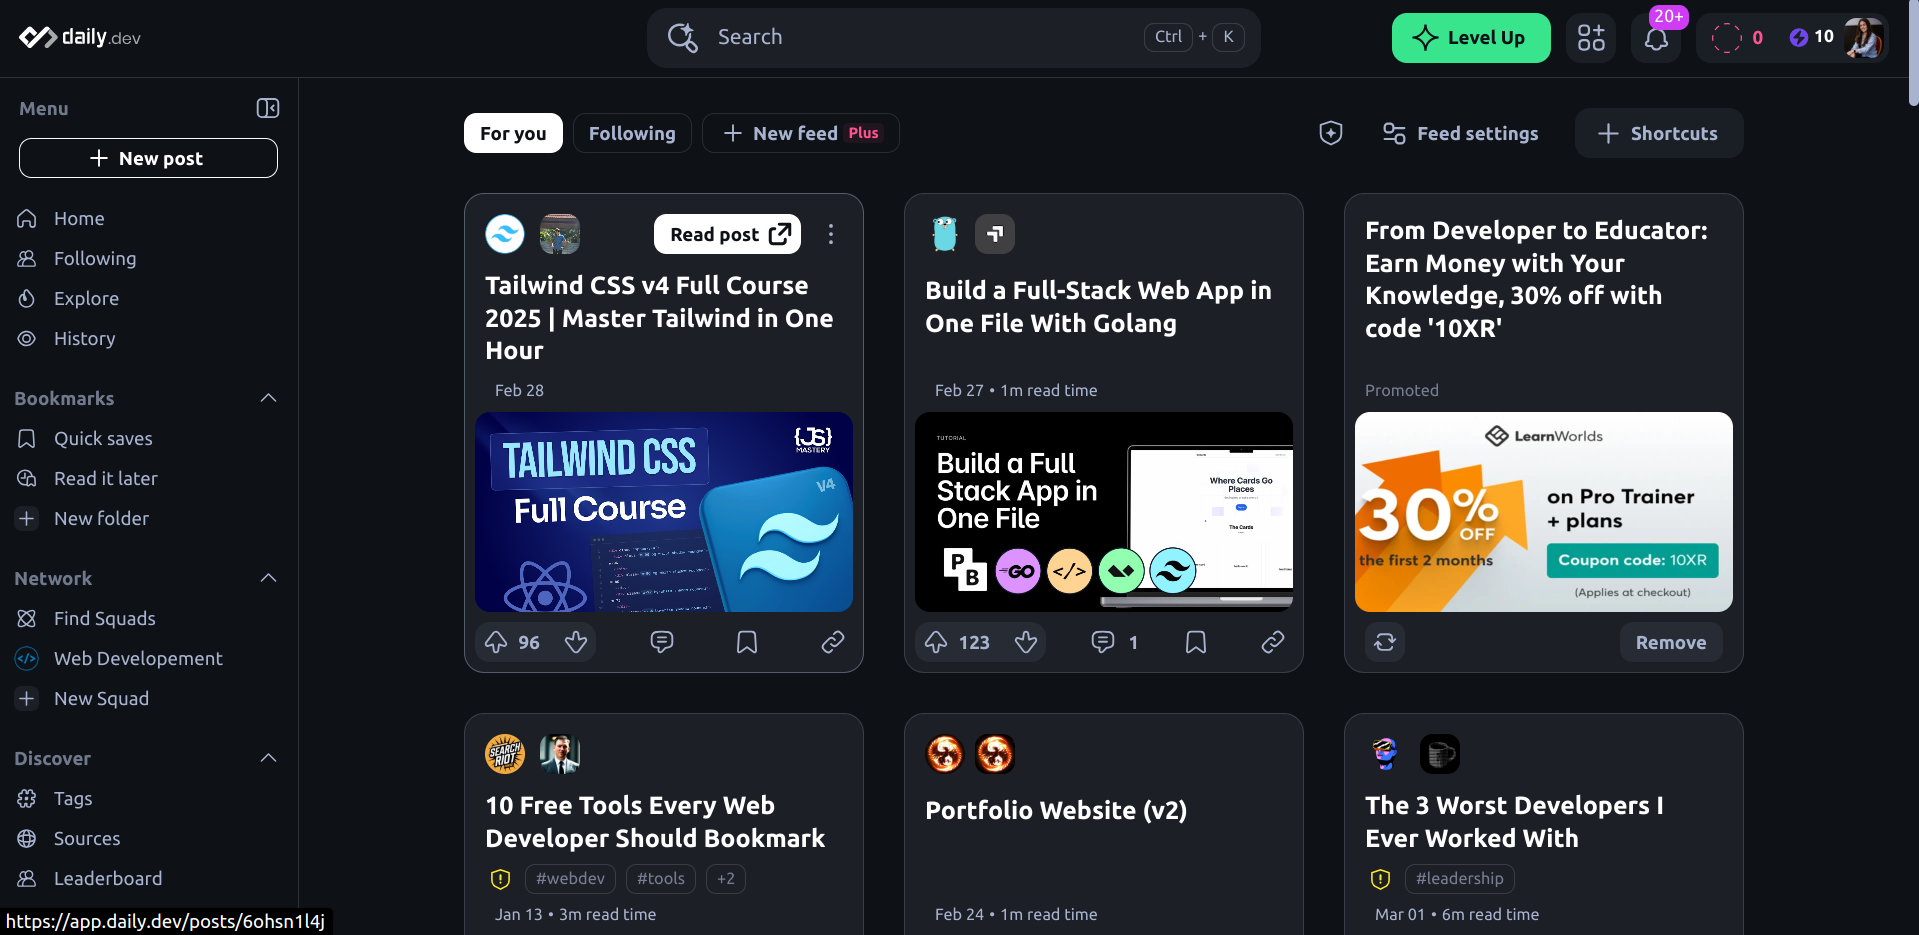 daily.dev
Search
Ctrl + K
Level Up
20+
0
10
Menu
New post
Home
Following
Explore
History
Bookmarks
Quick saves
Read it later
New folder
Network
Find Squads
Web Developement
New Squad
Discover
Tags
Sources
Leaderboard
https://app.daily.dev/posts/6ohsn1l4j
For you
Following
New feed Plus
Feed settings
Shortcuts
Read post
Tailwind CSS v4 Full Course
2025 | Master Tailwind in One
Hour
Feb 28
TAILWIND CSS
Full Course
{JS}
MASTERY
V4
96
Build a Full-Stack Web App in
One File With Golang
Feb 27 • 1m read time
TUTORIAL
Build a Full
Stack App in
One File
Where Cards Go
Places
The Cards
P
B
GO
</>
123
1
From Developer to Educator:
Earn Money with Your
Knowledge, 30% off with
code '10XR'
Promoted
LearnWorlds
30%
OFF
the first 2 months
on Pro Trainer
+ plans
Coupon code: 10XR
(Applies at checkout)
Remove
SEARCH
RIOT
10 Free Tools Every Web
Developer Should Bookmark
#webdev
#tools
+2
Jan 13 • 3m read time
Portfolio Website (v2)
Feb 24 • 1m read time
The 3 Worst Developers I
Ever Worked With
#leadership
Mar 01 • 6m read time